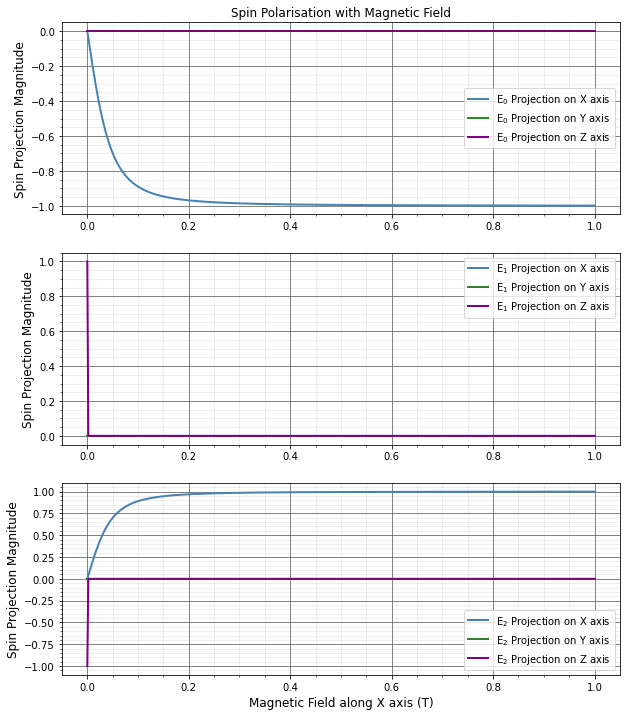 Spin Polarisation with Magnetic Field
Spin Projection Magnitude
0.0
−0.2
−0.4
−0.6
−0.8
−1.0
E₀ Projection on X axis
E₀ Projection on Y axis
E₀ Projection on Z axis
0.0 0.2 0.4 0.6 0.8 1.0
Spin Projection Magnitude
1.0
0.8
0.6
0.4
0.2
0.0
E₁ Projection on X axis
E₁ Projection on Y axis
E₁ Projection on Z axis
0.0 0.2 0.4 0.6 0.8 1.0
Spin Projection Magnitude
1.00
0.75
0.50
0.25
0.00
−0.25
−0.50
−0.75
−1.00
E₂ Projection on X axis
E₂ Projection on Y axis
E₂ Projection on Z axis
0.0 0.2 0.4 0.6 0.8 1.0
Magnetic Field along X axis (T)